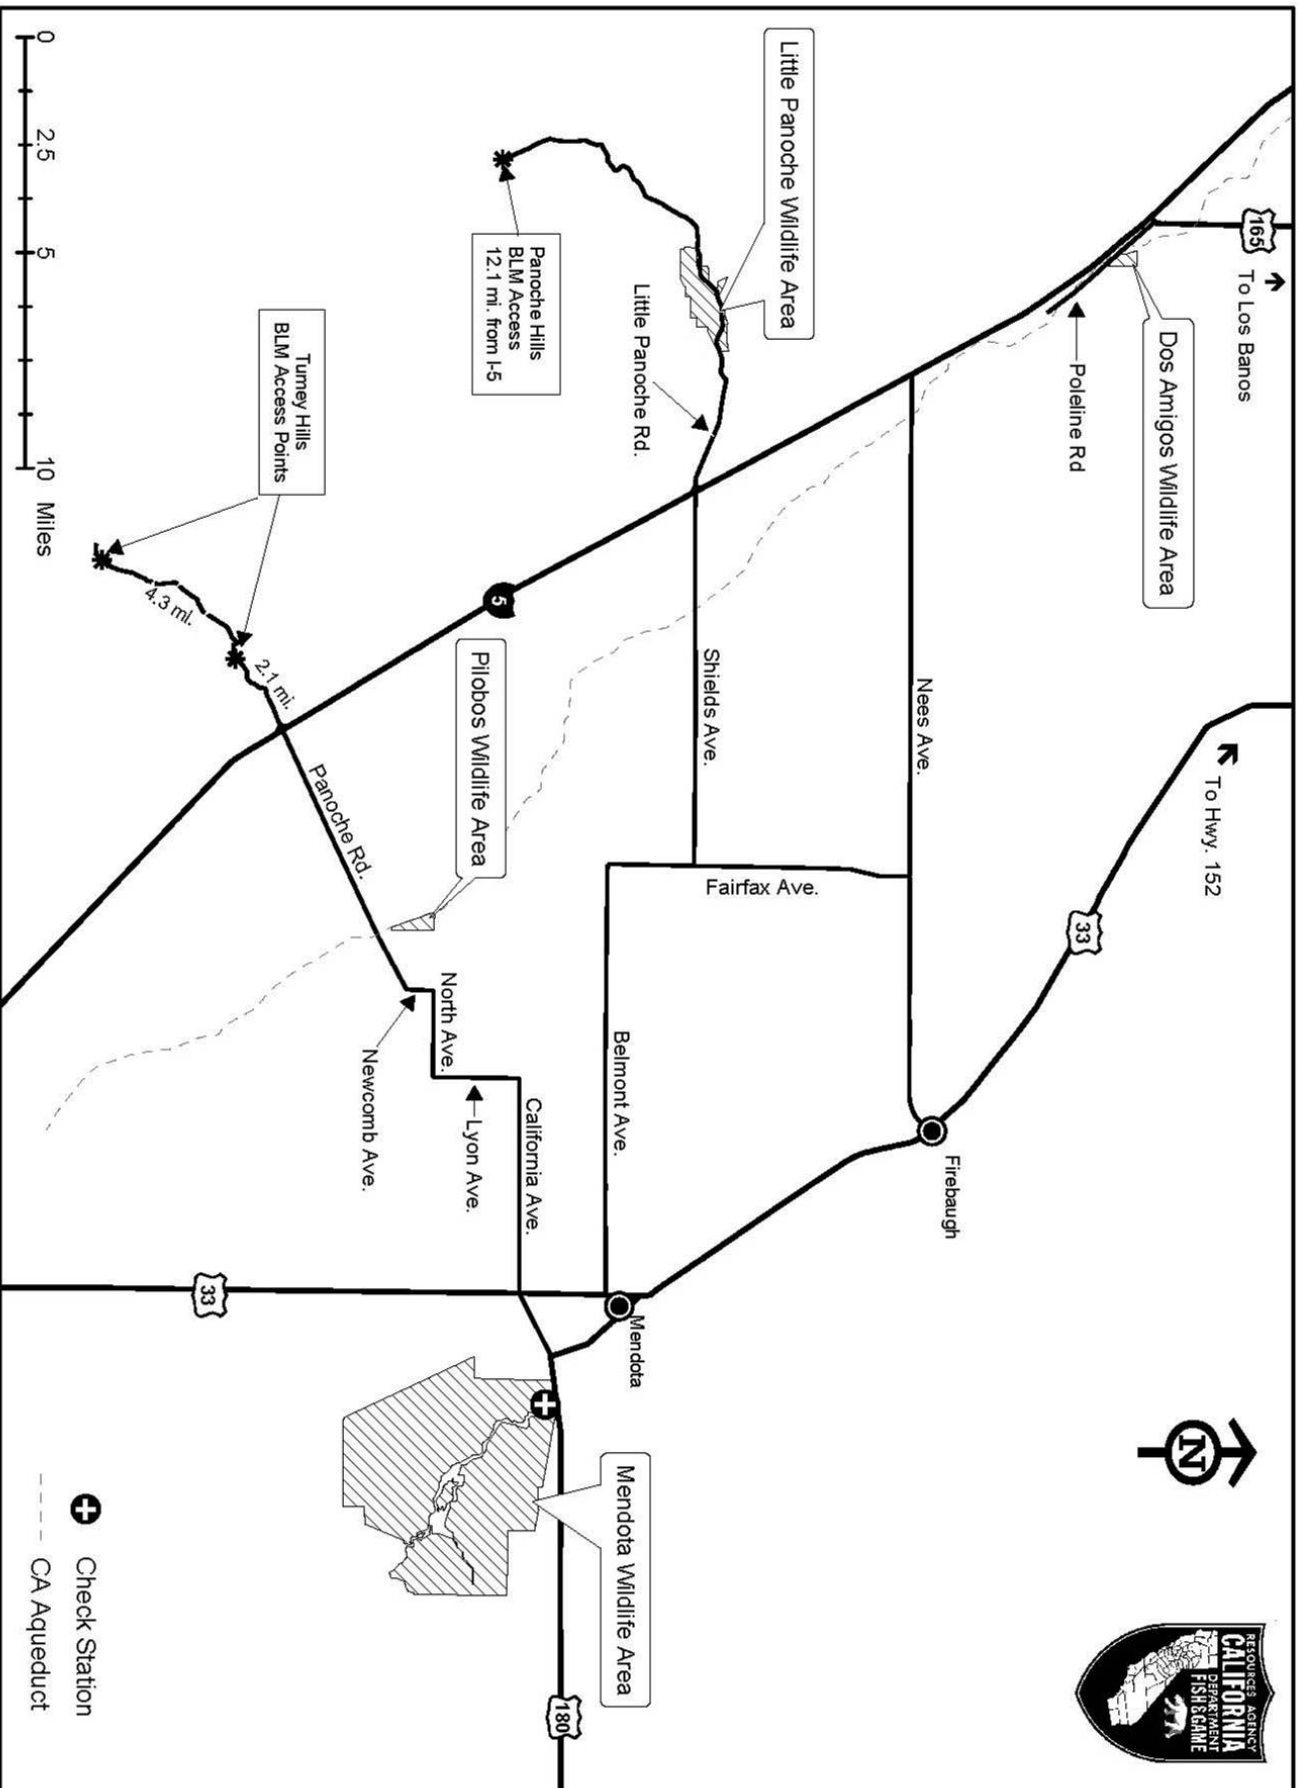 165
To Los Banos
Dos Amigos Wildlife Area
Poleline Rd
To Hwy. 152
33
Little Panoche Wildlife Area
Little Panoche Rd.
Panoche Hills
BLM Access
12.1 mi. from I-5
Tumey Hills
BLM Access Points
4.3 mi.
2.1 mi.
5
Pilobos Wildlife Area
Shields Ave.
Nees Ave.
Fairfax Ave.
Panoche Rd.
North Ave.
Newcomb Ave.
Lyon Ave.
California Ave.
Belmont Ave.
Firebaugh
Mendota
33
Mendota Wildlife Area
180
N
RESOURCES AGENCY
CALIFORNIA
DEPARTMENT
FISH&GAME
Check Station
CA Aqueduct
0 2.5 5 10 Miles